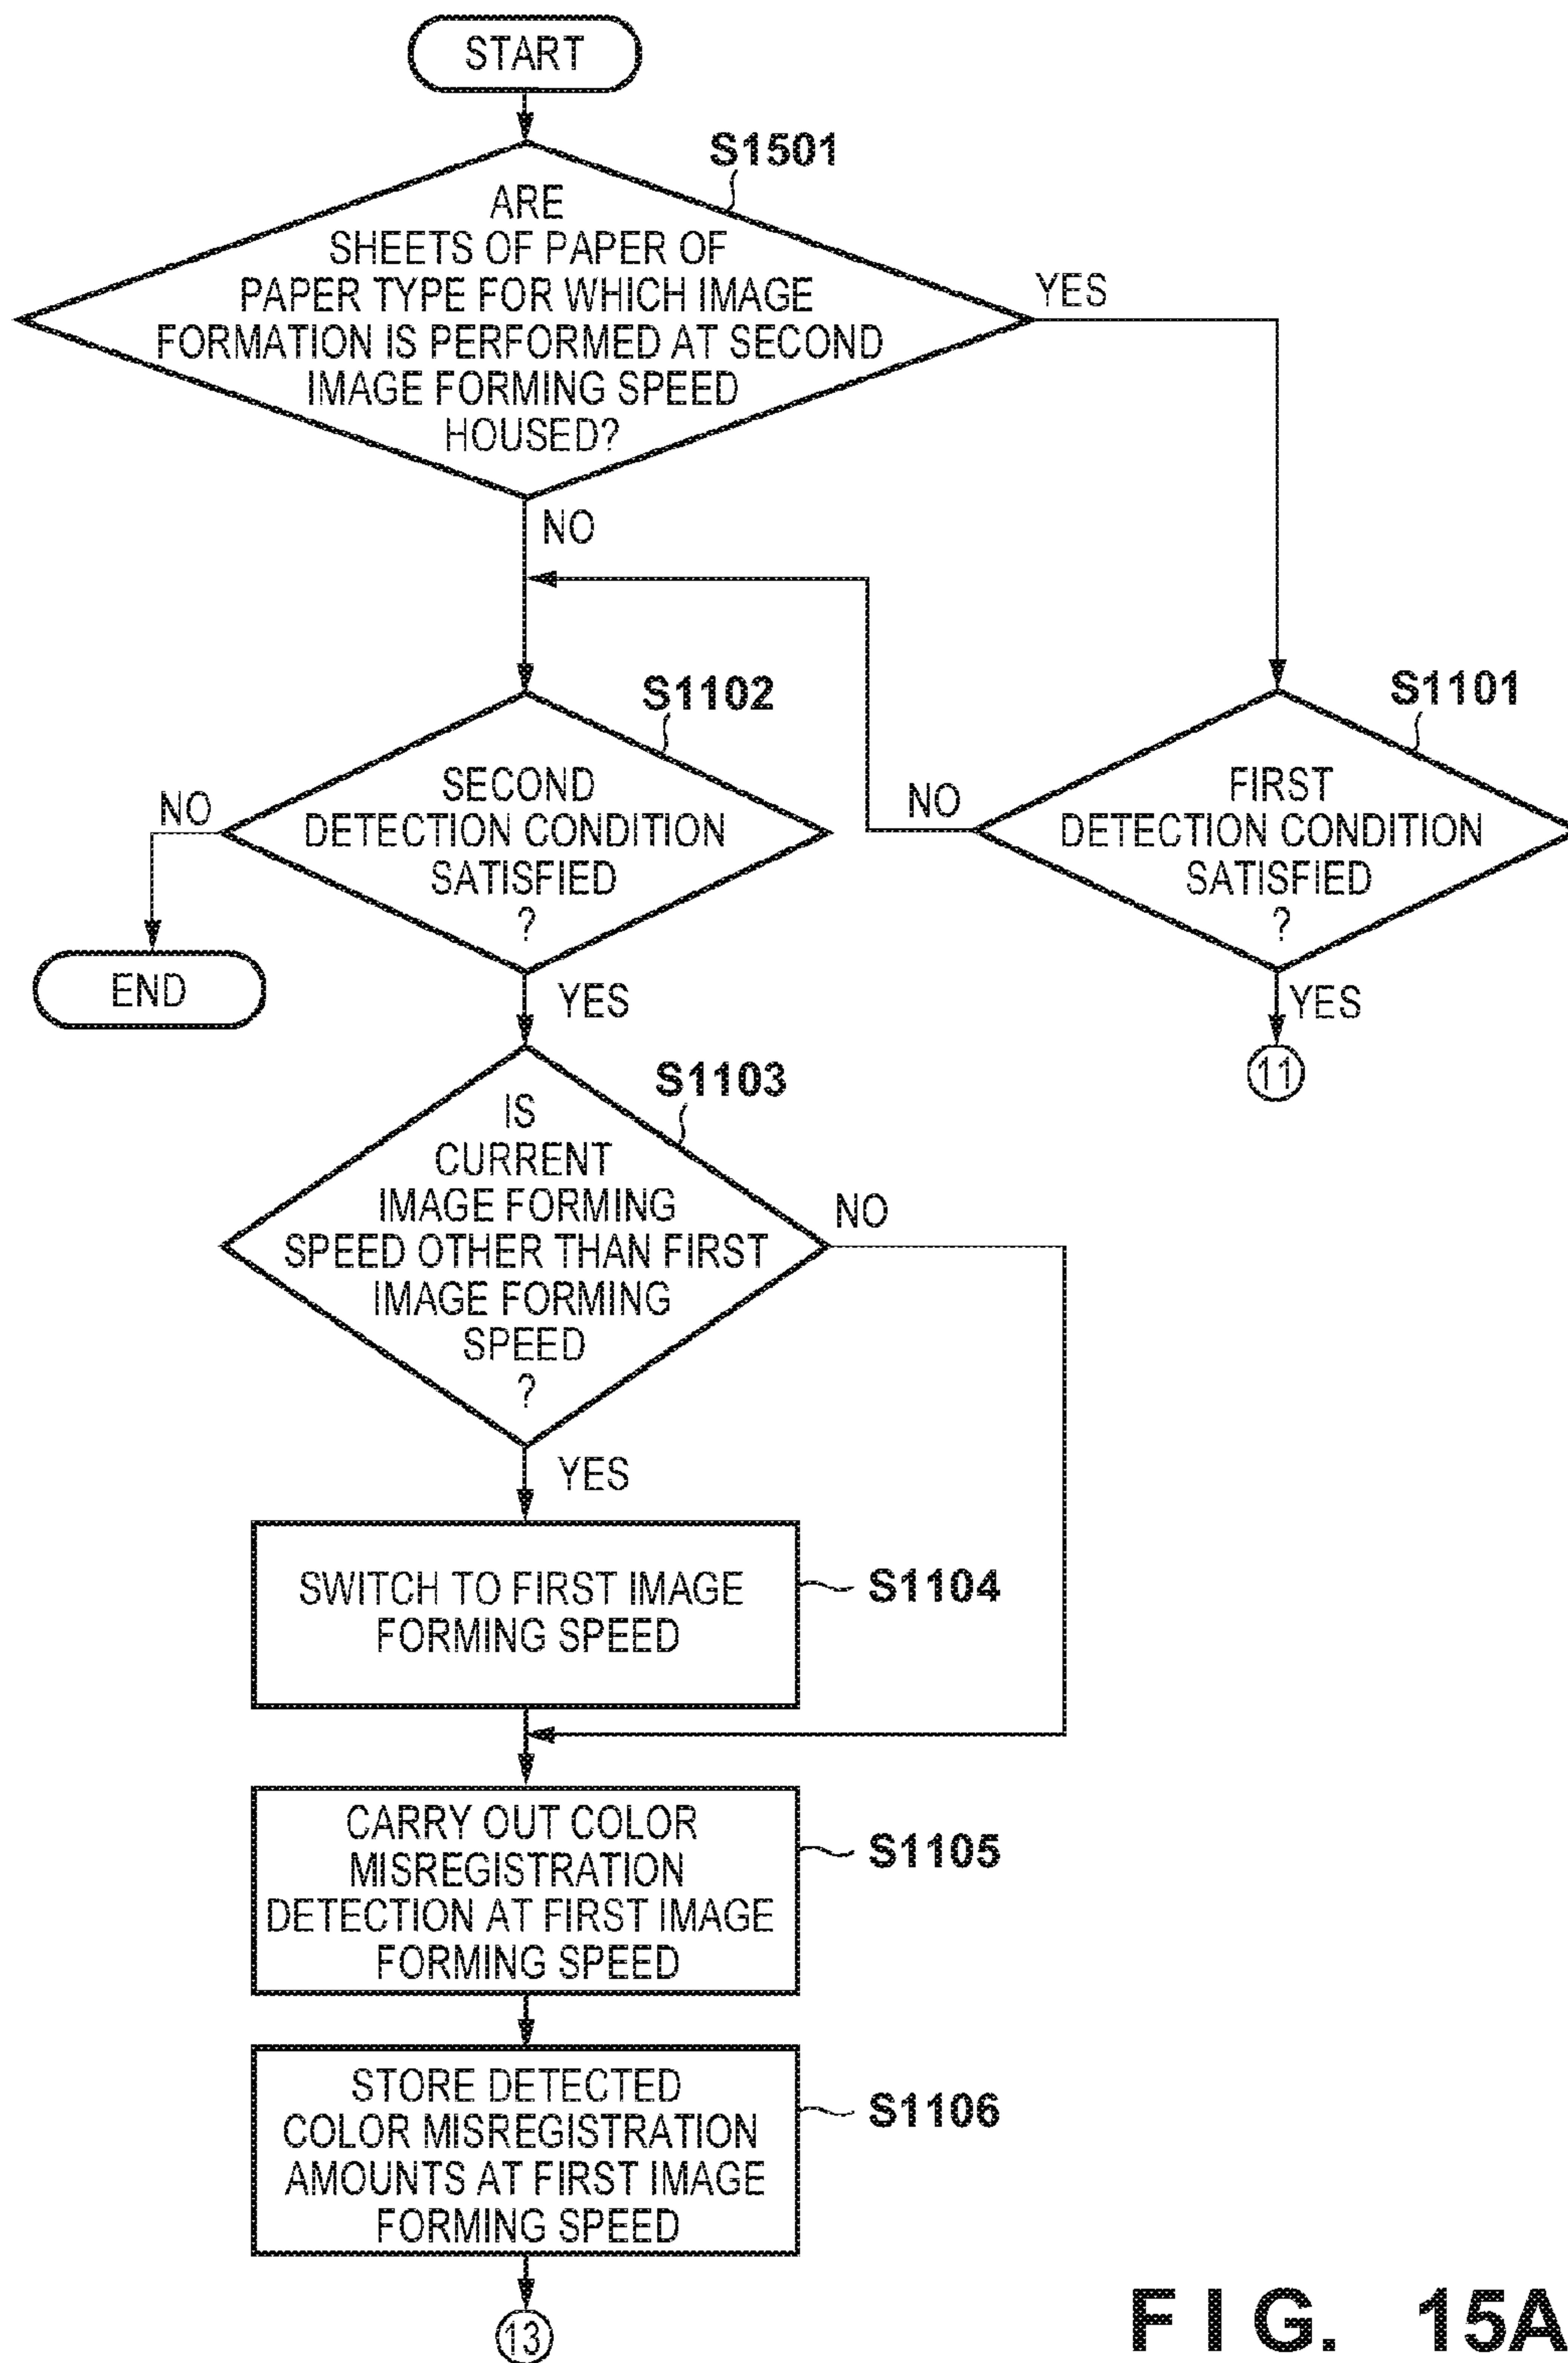 START
S1501
ARE
SHEETS OF PAPER OF
PAPER TYPE FOR WHICH IMAGE
FORMATION IS PERFORMED AT SECOND
IMAGE FORMING SPEED
HOUSED?
YES
NO
S1102
SECOND
DETECTION CONDITION
SATISFIED
?
NO
END
YES
S1101
FIRST
DETECTION CONDITION
SATISFIED
?
NO
YES
11
S1103
IS
CURRENT
IMAGE FORMING
SPEED OTHER THAN FIRST
IMAGE FORMING
SPEED
?
NO
YES
SWITCH TO FIRST IMAGE
FORMING SPEED
S1104
CARRY OUT COLOR
MISREGISTRATION
DETECTION AT FIRST IMAGE
FORMING SPEED
S1105
STORE DETECTED
COLOR MISREGISTRATION
AMOUNTS AT FIRST IMAGE
FORMING SPEED
S1106
13
FIG. 15A